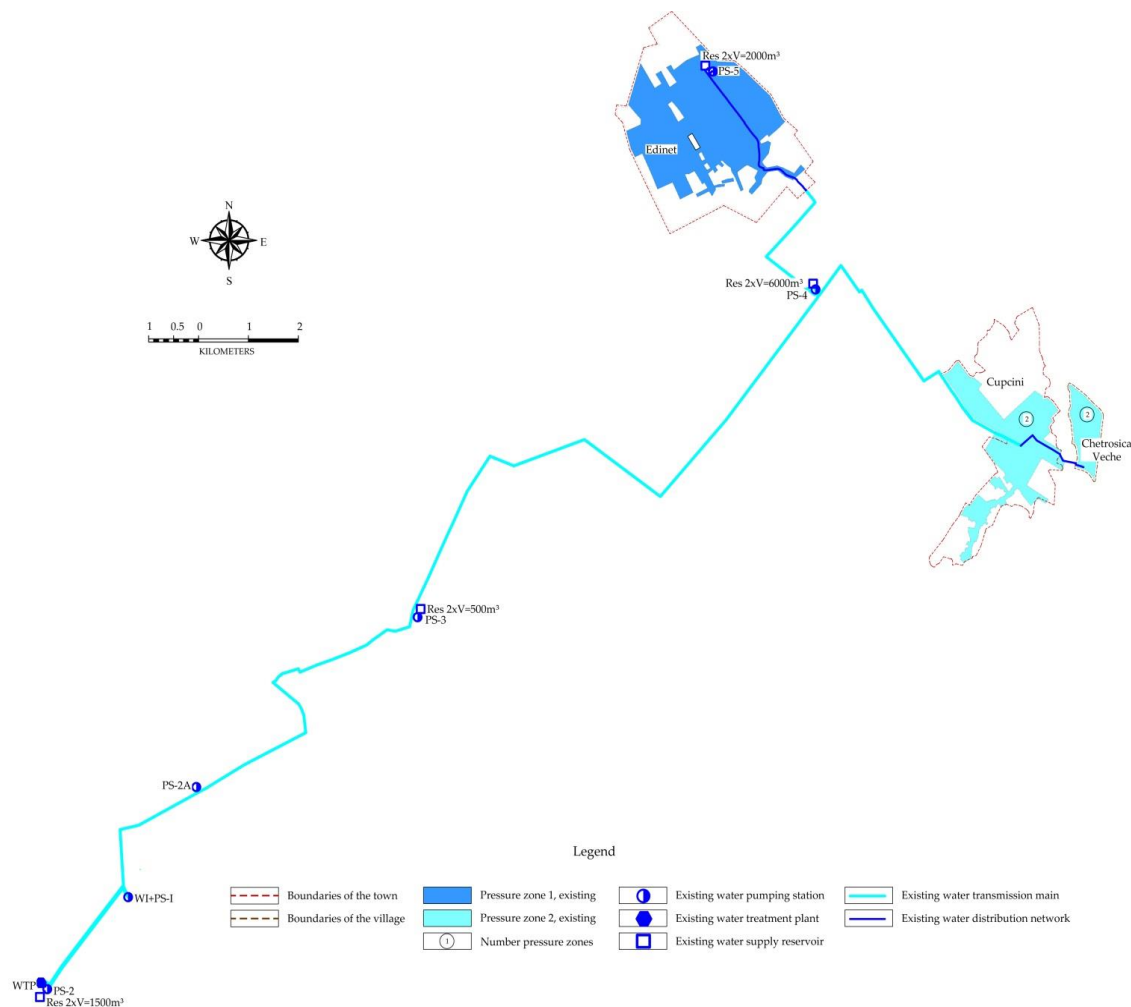 Res 2xV=2000m³
PS-5
Edinet
N
W
E
S
Res 2xV=6000m³
PS-4
1 0.5 0 1 2
KILOMETERS
Cupcini
2
2
Chetrosica
Veche
Res 2xV=500m³
PS-3
PS-2A
WI+PS-I
WTP
PS-2
Res 2xV=1500m³
Legend
Boundaries of the town
Boundaries of the village
Pressure zone 1, existing
Pressure zone 2, existing
1
Number pressure zones
Existing water pumping station
Existing water treatment plant
Existing water supply reservoir
Existing water transmission main
Existing water distribution network